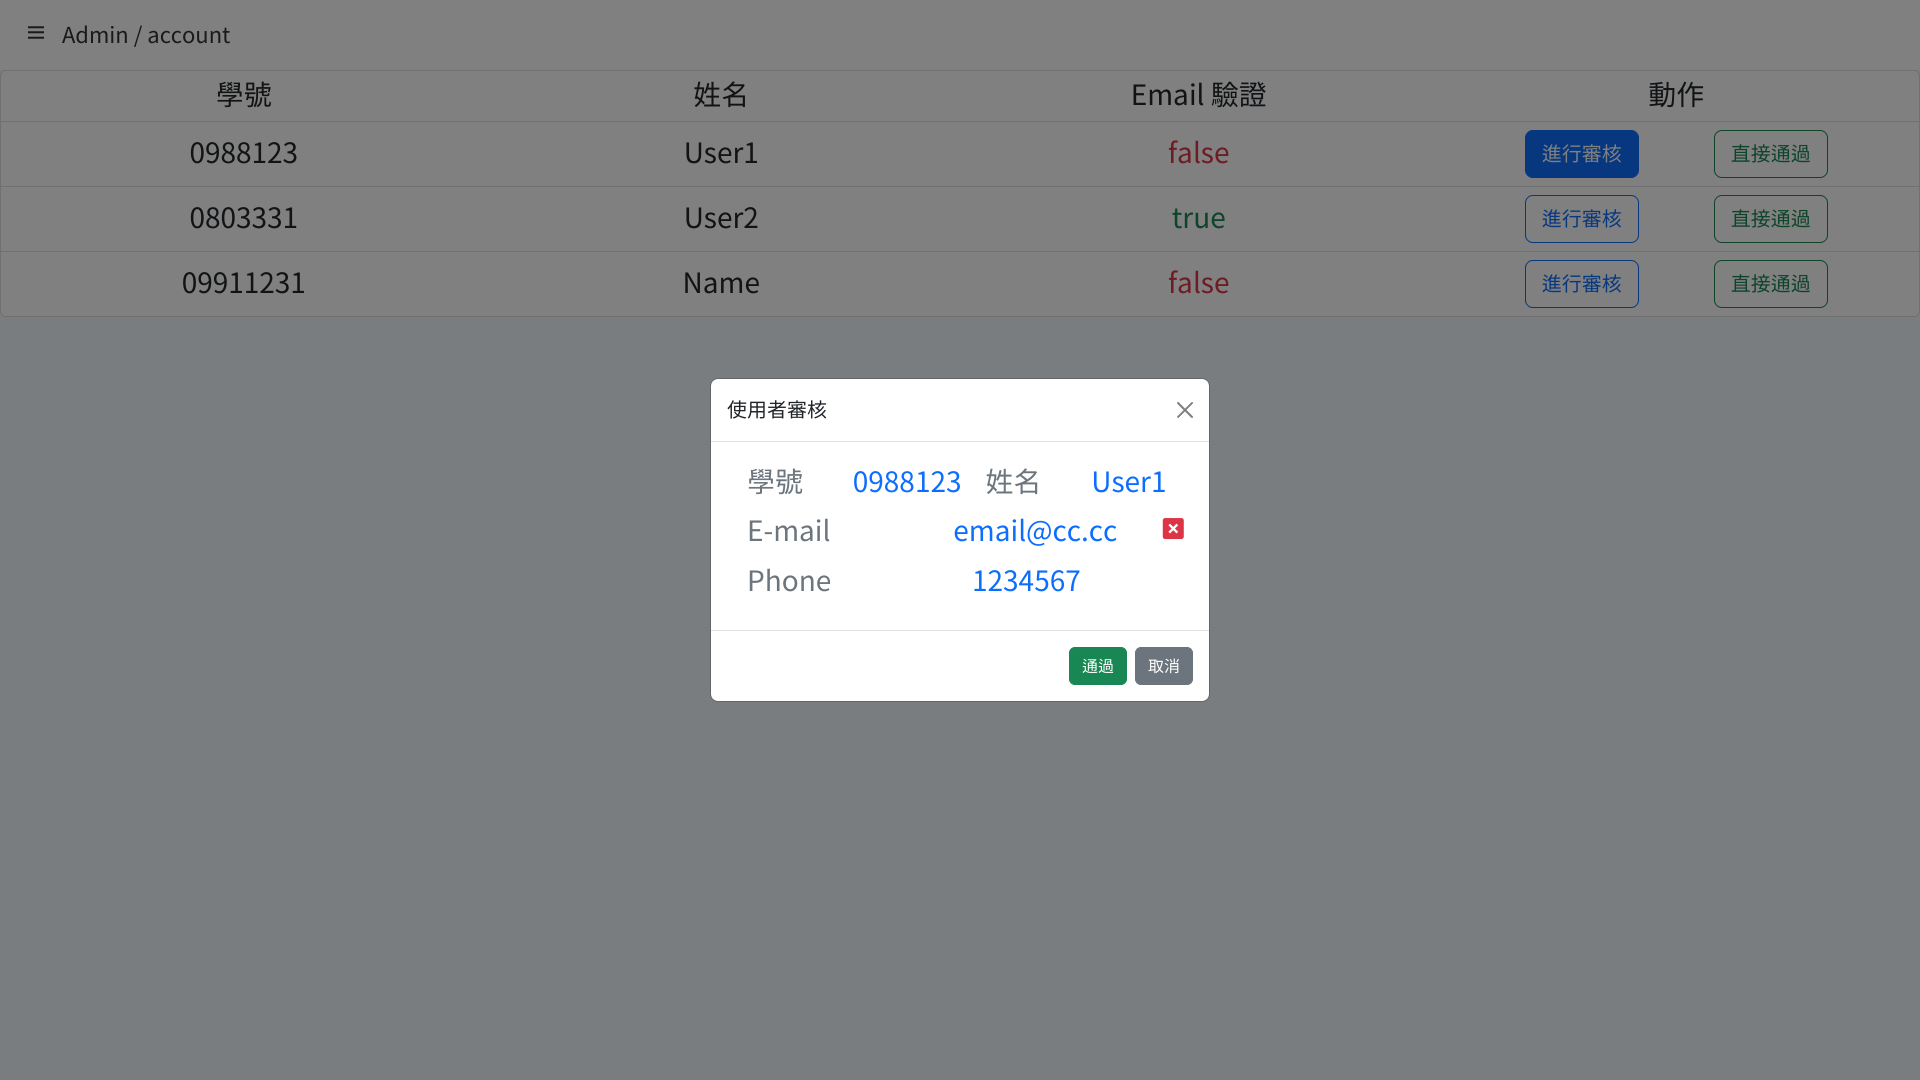 Admin / account
學號 姓名 Email 驗證 動作
0988123 User1 false 進行審核 直接通過
0803331 User2 true 進行審核 直接通過
09911231 Name false 進行審核 直接通過
使用者審核
學號 0988123 姓名 User1
E-mail email@cc.cc
Phone 1234567
通過 取消